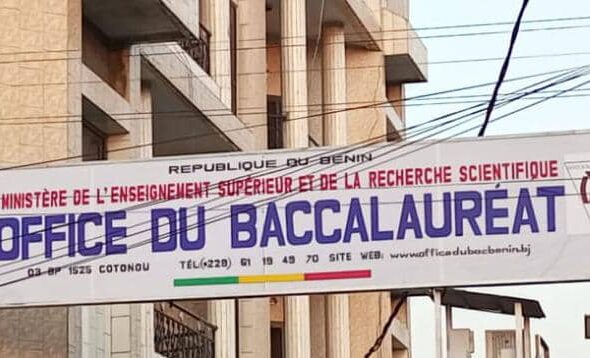 REPUBLIQUE DU BENIN
MINISTÈRE DE L'ENSEIGNEMENT SUPÉRIEUR ET DE LA RECHERCHE SCIENTIFIQUE
OFFICE DU BACCALAURÉAT
03 BP 1525 COTONOU TÉL(+229) 61 19 49 70 SITE WEB: www.officedubacbenin.bj